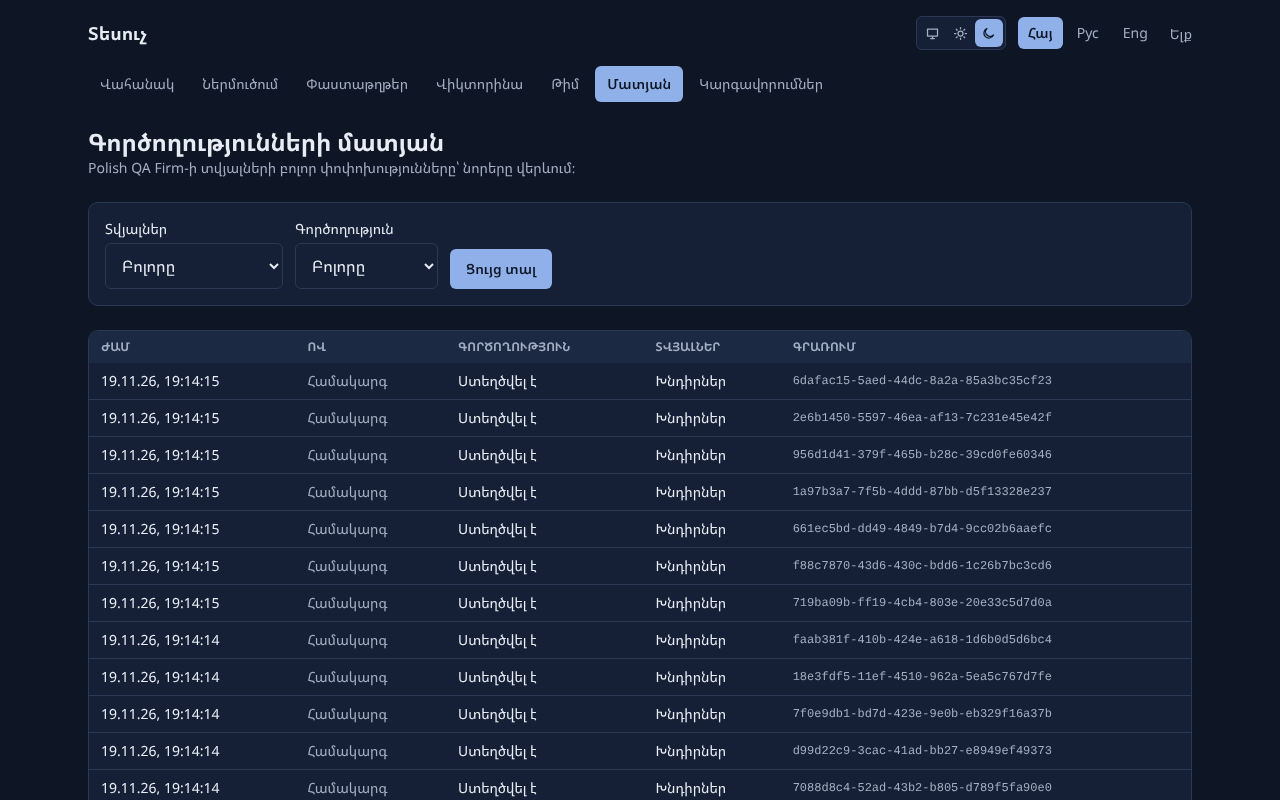 Տեսուչ
Հայ Рус Eng Ելք
Վահանակ Ներմուծում Փաստաթղթեր Վիկտորինա Թիմ Մատյան Կարգավորումներ
Գործողությունների մատյան
Polish QA Firm-ի տվյալների բոլոր փոփոխությունները՝ նորերը վերևում։
Տվյալներ Գործողություն
Բոլորը Բոլորը Ցույց տալ
ԺԱՄ ՈՎ ԳՈՐԾՈՂՈՒԹՅՈՒՆ ՏՎՅԱԼՆԵՐ ԳՐԱՌՈՒՄ
19.11.26, 19:14:15 Համակարգ Ստեղծվել է Խնդիրներ 6dafac15-5aed-44dc-8a2a-85a3bc35cf23
19.11.26, 19:14:15 Համակարգ Ստեղծվել է Խնդիրներ 2e6b1450-5597-46ea-af13-7c231e45e42f
19.11.26, 19:14:15 Համակարգ Ստեղծվել է Խնդիրներ 956d1d41-379f-465b-b28c-39cd0fe60346
19.11.26, 19:14:15 Համակարգ Ստեղծվել է Խնդիրներ 1a97b3a7-7f5b-4ddd-87bb-d5f13328e237
19.11.26, 19:14:15 Համակարգ Ստեղծվել է Խնդիրներ 661ec5bd-dd49-4849-b7d4-9cc02b6aaefc
19.11.26, 19:14:15 Համակարգ Ստեղծվել է Խնդիրներ f88c7870-43d6-430c-bdd6-1c26b7bc3cd6
19.11.26, 19:14:15 Համակարգ Ստեղծվել է Խնդիրներ 719ba09b-ff19-4cb4-803e-20e33c5d7d0a
19.11.26, 19:14:14 Համակարգ Ստեղծվել է Խնդիրներ faab381f-410b-424e-a618-1d6b0d5d6bc4
19.11.26, 19:14:14 Համակարգ Ստեղծվել է Խնդիրներ 18e3fdf5-11ef-4510-962a-5ea5c767d7fe
19.11.26, 19:14:14 Համակարգ Ստեղծվել է Խնդիրներ 7f0e9db1-bd7d-423e-9e0b-eb329f16a37b
19.11.26, 19:14:14 Համակարգ Ստեղծվել է Խնդիրներ d99d22c9-3cac-41ad-bb27-e8949ef49373
19.11.26, 19:14:14 Համակարգ Ստեղծվել է Խնդիրներ 7088d8c4-52ad-43b2-b805-d789f5fa90e0